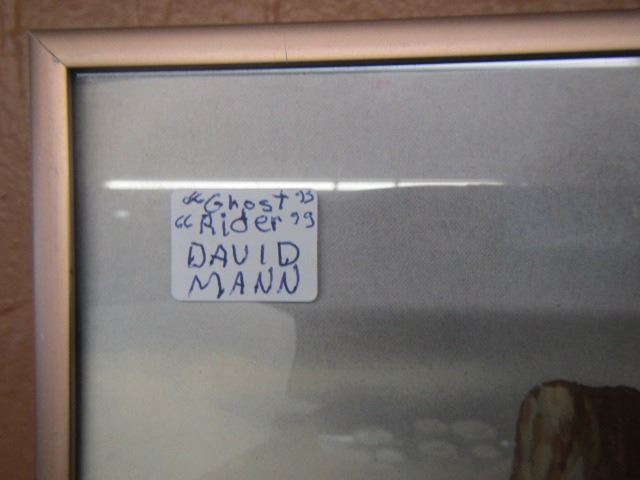 "Ghost"
"Rider"
DAVID
MANN